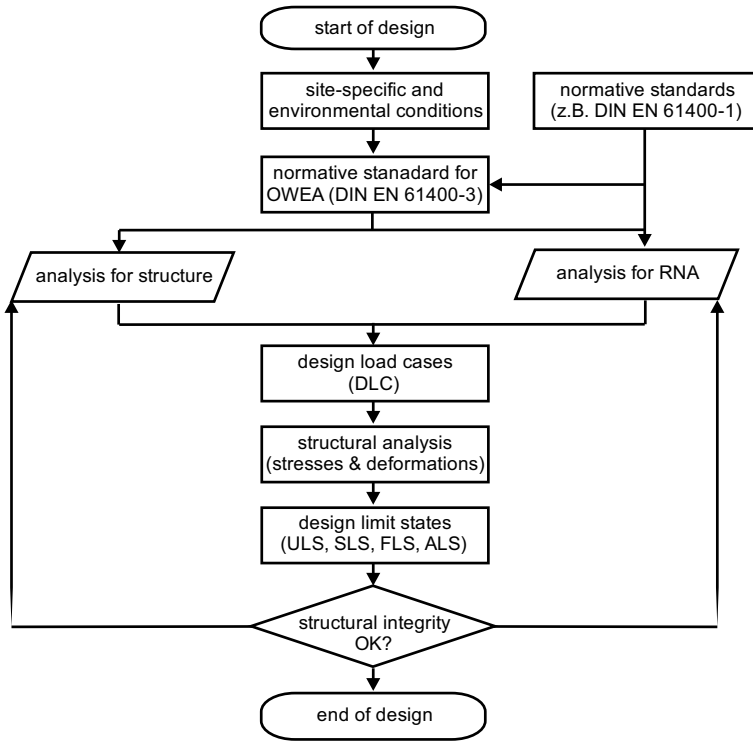 start of design
site-specific and
environmental conditions
normative standards
(z.B. DIN EN 61400-1)
normative stanadard for
OWEA (DIN EN 61400-3)
analysis for structure
analysis for RNA
design load cases
(DLC)
structural analysis
(stresses & deformations)
design limit states
(ULS, SLS, FLS, ALS)
structural integrity
OK?
end of design